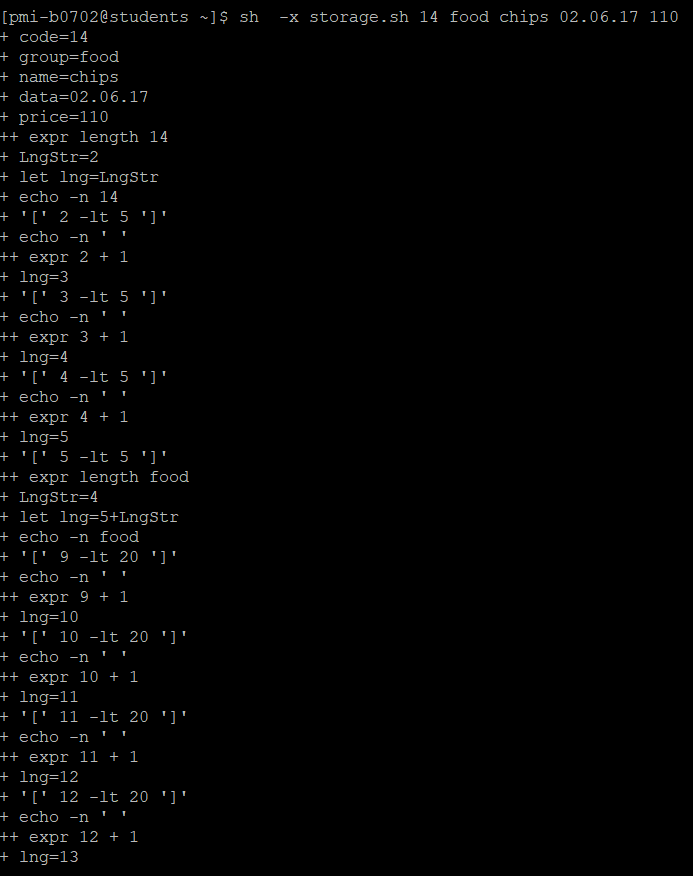 [pmi-b0702@students ~]$ sh  -x storage.sh 14 food chips 02.06.17 110
+ code=14
+ group=food
+ name=chips
+ data=02.06.17
+ price=110
++ expr length 14
+ LngStr=2
+ let lng=LngStr
+ echo -n 14
+ '[' 2 -lt 5 ']'
+ echo -n ' '
++ expr 2 + 1
+ lng=3
+ '[' 3 -lt 5 ']'
+ echo -n ' '
++ expr 3 + 1
+ lng=4
+ '[' 4 -lt 5 ']'
+ echo -n ' '
++ expr 4 + 1
+ lng=5
+ '[' 5 -lt 5 ']'
++ expr length food
+ LngStr=4
+ let lng=5+LngStr
+ echo -n food
+ '[' 9 -lt 20 ']'
+ echo -n ' '
++ expr 9 + 1
+ lng=10
+ '[' 10 -lt 20 ']'
+ echo -n ' '
++ expr 10 + 1
+ lng=11
+ '[' 11 -lt 20 ']'
+ echo -n ' '
++ expr 11 + 1
+ lng=12
+ '[' 12 -lt 20 ']'
+ echo -n ' '
++ expr 12 + 1
+ lng=13